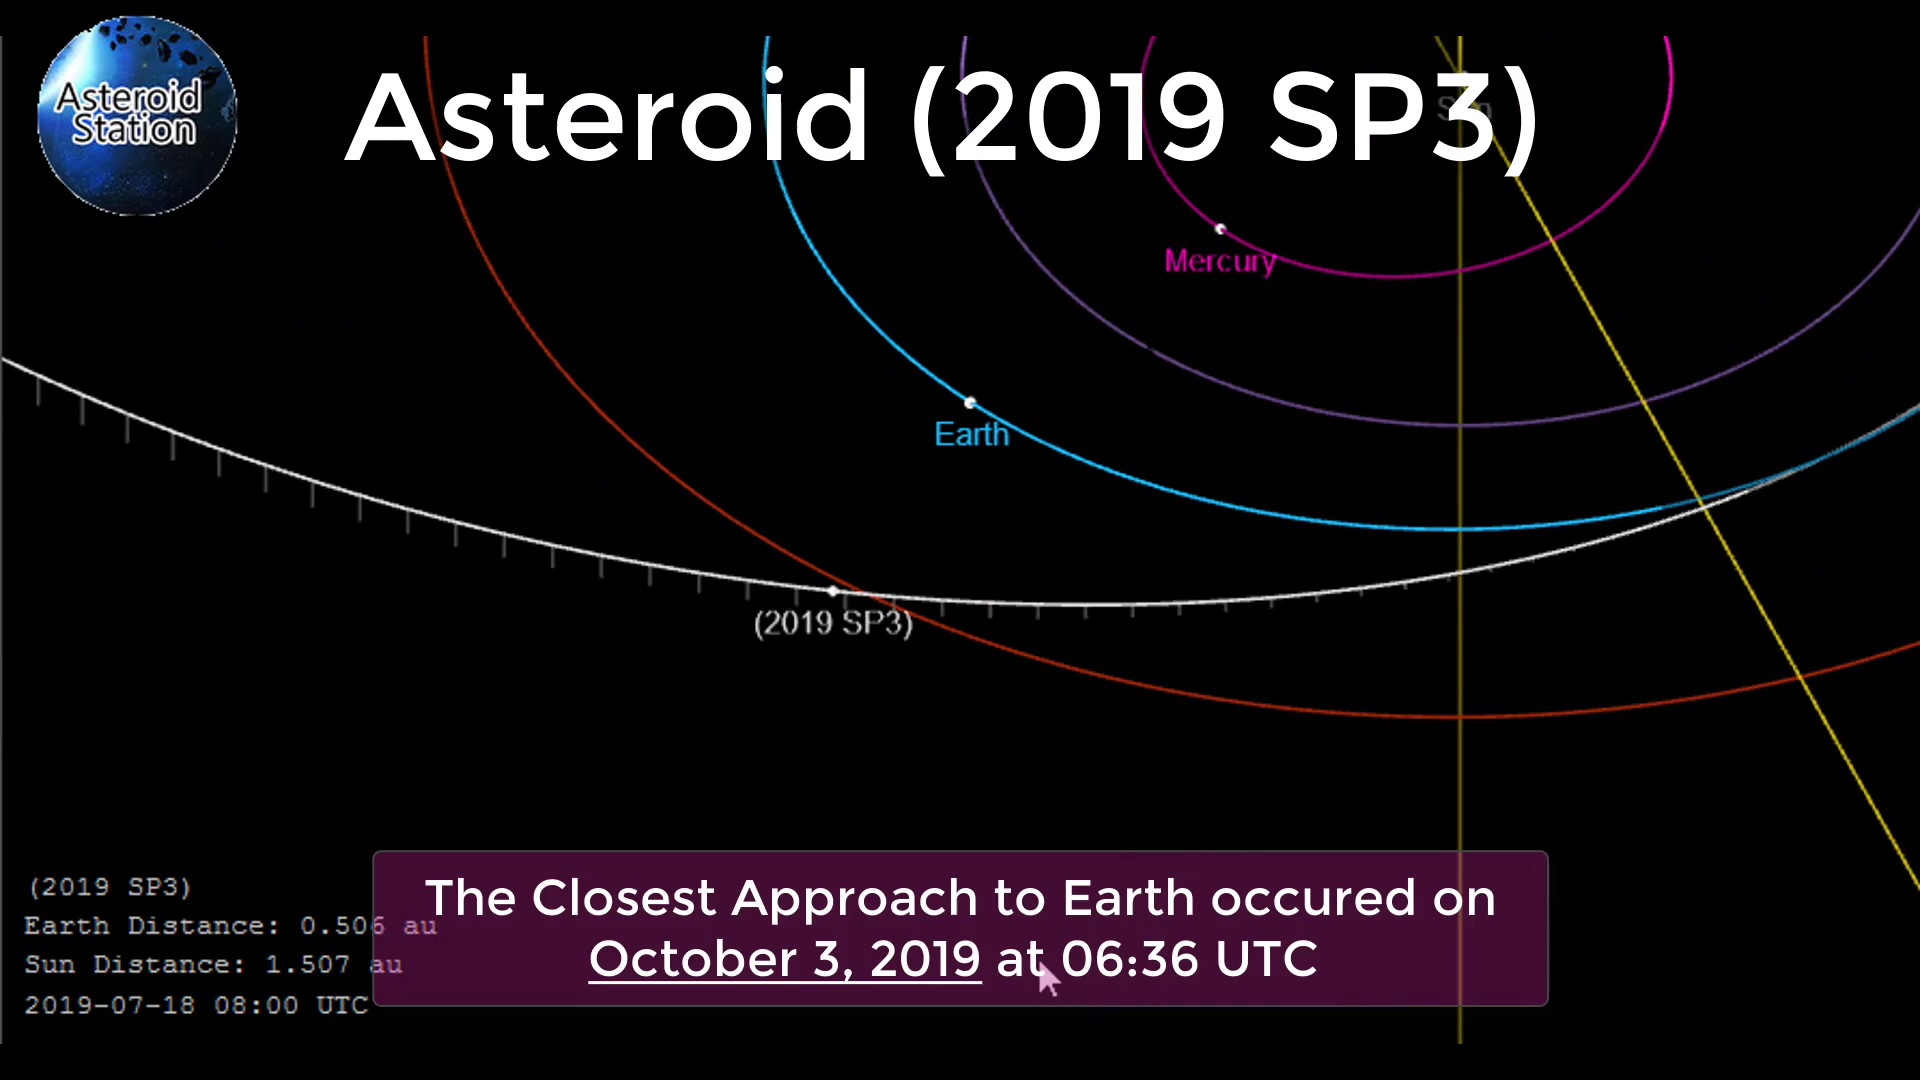 Asteroid
Station
Asteroid (2019 SP3)
Sun
Mercury
Earth
(2019 SP3)
(2019 SP3)
Earth Distance: 0.506 au
Sun Distance: 1.507 au
2019-07-18 08:00 UTC
The Closest Approach to Earth occured on
October 3, 2019 at 06:36 UTC